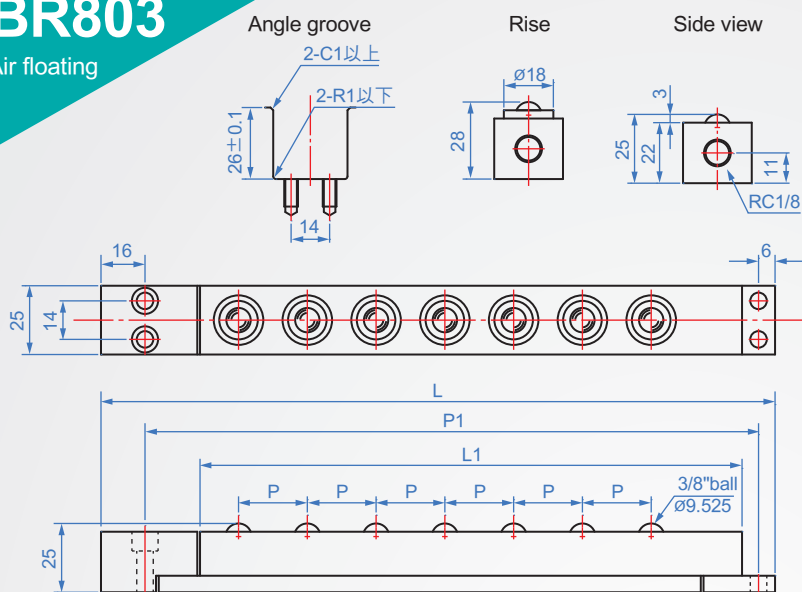 BR803
Air floating
Angle groove
Rise
Side view
2-C1以上
2-R1以下
26±0.1
14
Ø18
28
3
25
22
11
RC1/8
16
25
14
6
L
P1
L1
P P P P P P
3/8"ball
Ø9.525
25